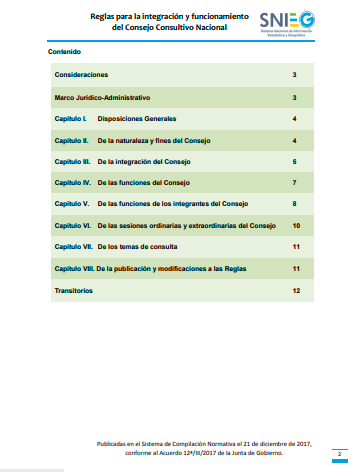 Reglas para la integración y funcionamiento
del Consejo Consultivo Nacional
SNIEG
Sistema Nacional de Información
Estadística y Geográfica
Contenido
Consideraciones 3
Marco Jurídico-Administrativo 3
Capítulo I. Disposiciones Generales 4
Capítulo II. De la naturaleza y fines del Consejo 4
Capítulo III. De la integración del Consejo 5
Capítulo IV. De las funciones del Consejo 7
Capítulo V. De las funciones de los integrantes del Consejo 8
Capítulo VI. De las sesiones ordinarias y extraordinarias del Consejo 10
Capítulo VII. De los temas de consulta 11
Capítulo VIII. De la publicación y modificaciones a las Reglas 11
Transitorios 12
Publicadas en el Sistema de Compilación Normativa el 21 de diciembre de 2017,
conforme al Acuerdo 12ª/III/2017 de la Junta de Gobierno.
2